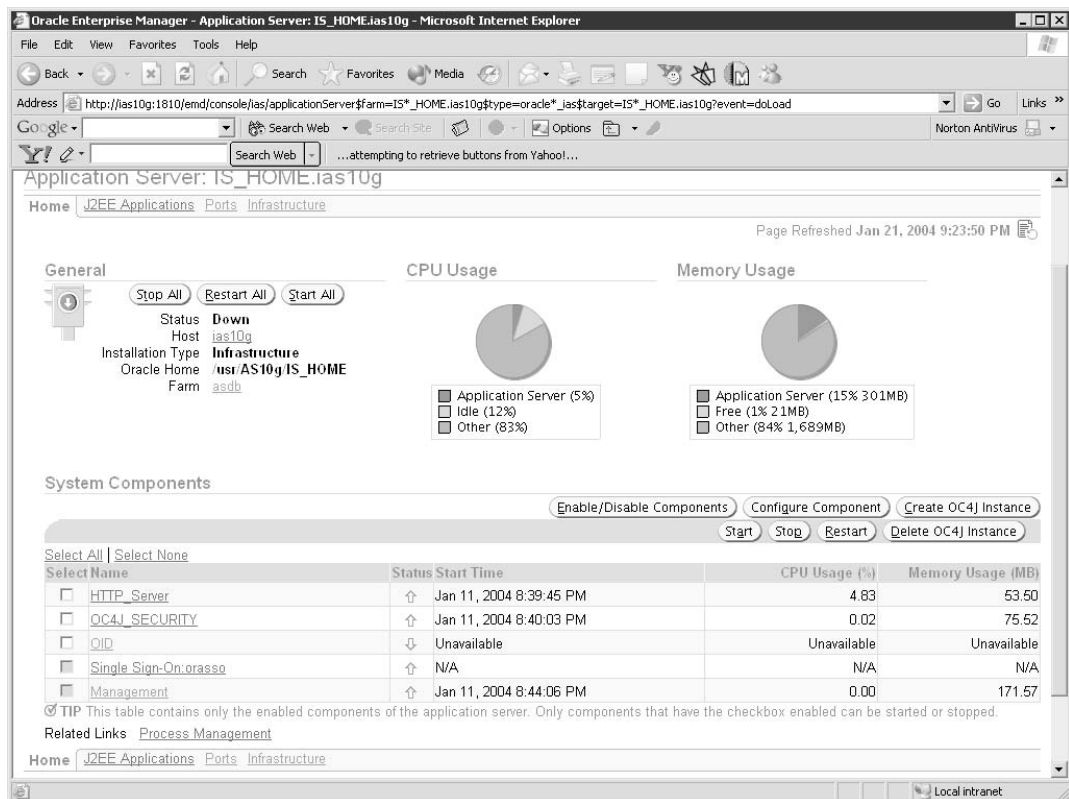 Oracle Enterprise Manager - Application Server: IS_HOME.ias10g - Microsoft Internet Explorer
File Edit View Favorites Tools Help
Back Search Favorites Media
Address http://ias10g:1810/emd/console/ias/applicationServer$farm=IS*_HOME.ias10g$type=oracle*_ias$target=IS*_HOME.ias10g?event=doLoad Go Links »
Google Search Web Search Site Options Norton AntiVirus
Y! Search Web ...attempting to retrieve buttons from Yahoo!...
Application Server: IS_HOME.ias10g
Home J2EE Applications Ports Infrastructure
Page Refreshed Jan 21, 2004 9:23:50 PM
General CPU Usage Memory Usage
Stop All Restart All Start All
Status Down
Host ias10g
Installation Type Infrastructure
Oracle Home /usr/AS10g/IS_HOME
Farm asdb
Application Server (5%)
Idle (12%)
Other (83%)
Application Server (15% 301MB)
Free (1% 21MB)
Other (84% 1,689MB)
System Components
Enable/Disable Components Configure Component Create OC4J Instance
Start Stop Restart Delete OC4J Instance
Select All | Select None
Select Name Status Start Time CPU Usage (%) Memory Usage (MB)
HTTP_Server Jan 11, 2004 8:39:45 PM 4.83 53.50
OC4J_SECURITY Jan 11, 2004 8:40:03 PM 0.02 75.52
OID Unavailable Unavailable Unavailable
Single Sign-On:orasso N/A N/A N/A
Management Jan 11, 2004 8:44:06 PM 0.00 171.57
TIP This table contains only the enabled components of the application server. Only components that have the checkbox enabled can be started or stopped.
Related Links Process Management
Home J2EE Applications Ports Infrastructure
Local intranet